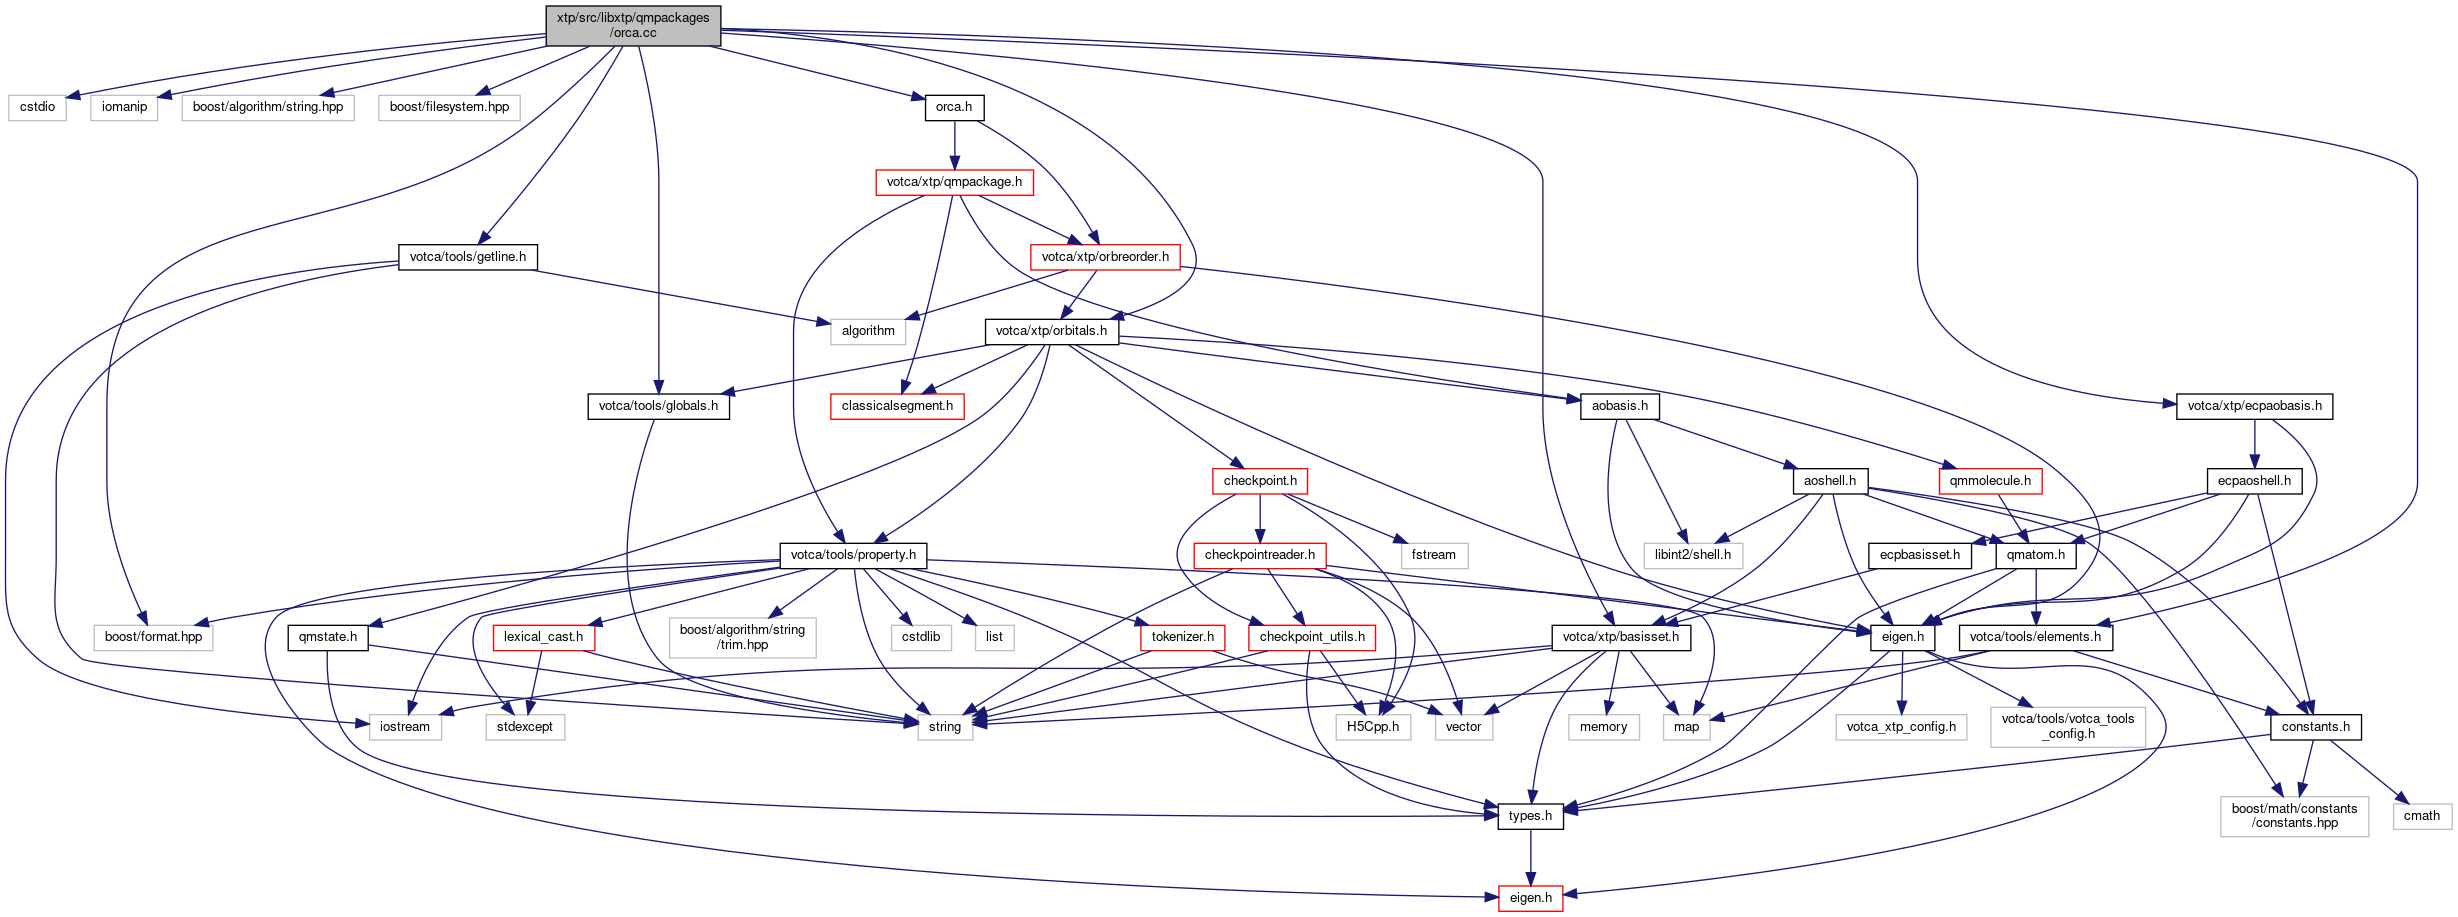 xtp/src/libxtp/qmpackages
/orca.cc
cstdio
iomanip
boost/algorithm/string.hpp
boost/filesystem.hpp
orca.h
votca/xtp/qmpackage.h
votca/tools/getline.h
votca/xtp/orbreorder.h
algorithm
votca/xtp/orbitals.h
votca/tools/globals.h
classicalsegment.h
aobasis.h
votca/xtp/ecpaobasis.h
checkpoint.h
aoshell.h
qmmolecule.h
ecpaoshell.h
votca/tools/property.h
checkpointreader.h
fstream
libint2/shell.h
ecpbasisset.h
qmatom.h
boost/format.hpp
qmstate.h
lexical_cast.h
boost/algorithm/string
/trim.hpp
cstdlib
list
tokenizer.h
checkpoint_utils.h
votca/xtp/basisset.h
eigen.h
votca/tools/elements.h
iostream
stdexcept
string
H5Cpp.h
vector
memory
map
votca_xtp_config.h
votca/tools/votca_tools
_config.h
constants.h
types.h
boost/math/constants
/constants.hpp
cmath
eigen.h